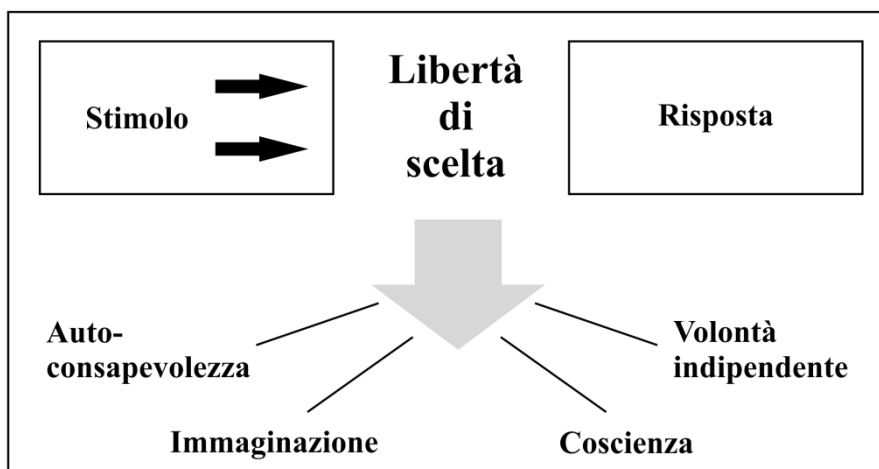 Stimolo
Libertà
di
scelta
Risposta
Auto-
consapevolezza
Immaginazione
Coscienza
Volontà
indipendente